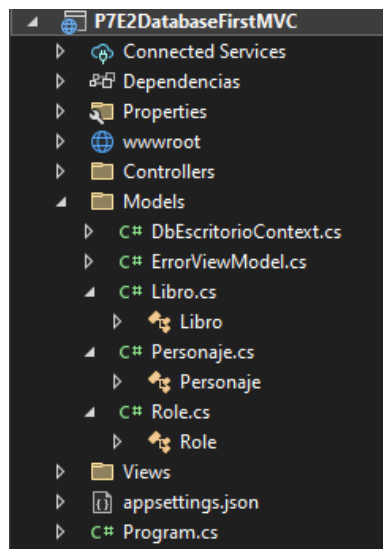 P7E2DatabaseFirstMVC
Connected Services
Dependencias
Properties
wwwroot
Controllers
Models
C# DbEscritorioContext.cs
C# ErrorViewModel.cs
C# Libro.cs
Libro
C# Personaje.cs
Personaje
C# Role.cs
Role
Views
appsettings.json
C# Program.cs